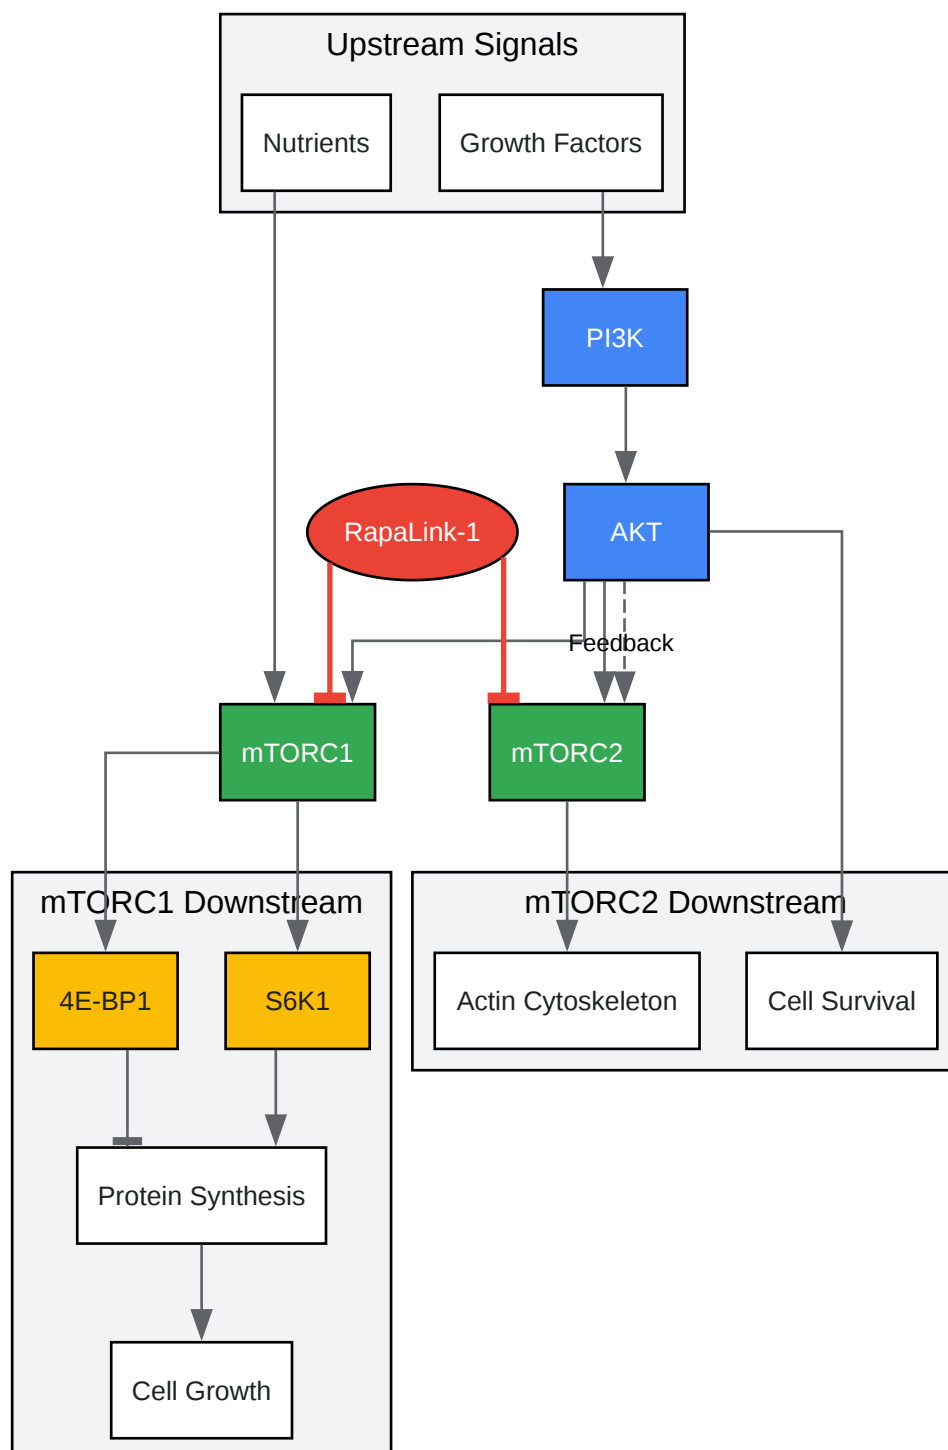 Upstream Signals
Nutrients
Growth Factors
PI3K
RapaLink-1
AKT
Feedback
mTORC1
mTORC2
mTORC1 Downstream
mTORC2 Downstream
4E-BP1
S6K1
Actin Cytoskeleton
Cell Survival
Protein Synthesis
Cell Growth